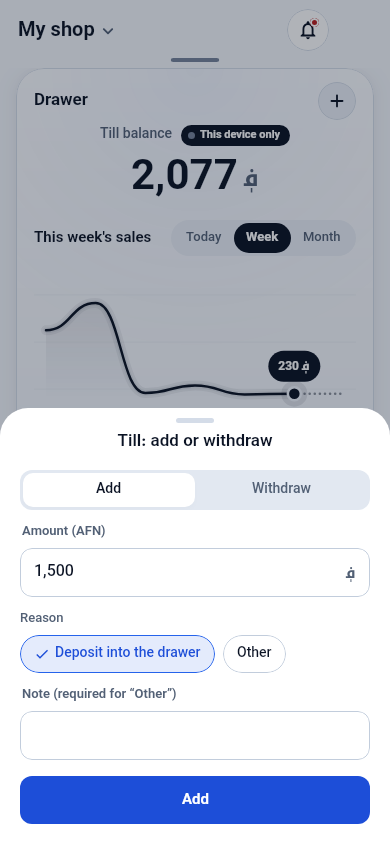 My shop
Drawer
Till balance
This device only
2,077 ؋
This week's sales
Today
Week
Month
230 ؋
Till: add or withdraw
Add
Withdraw
Amount (AFN)
1,500 ؋
Reason
Deposit into the drawer
Other
Note (required for “Other”)
Add